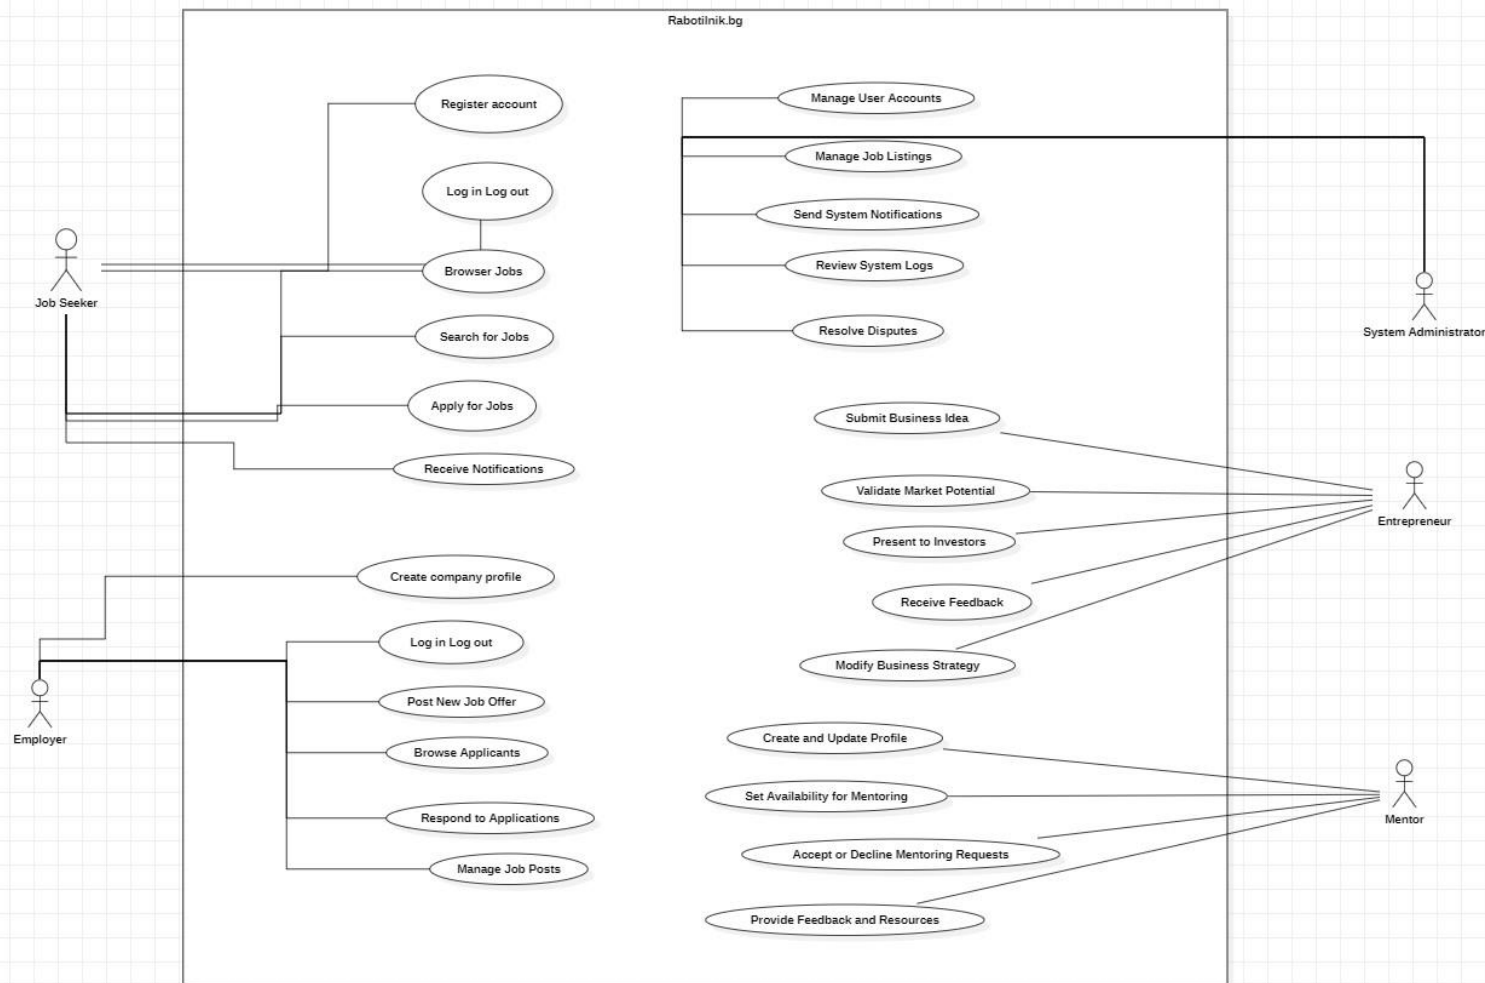 Rabotilnik.bg
Register account
Log in Log out
Browser Jobs
Search for Jobs
Apply for Jobs
Receive Notifications
Job Seeker
Create company profile
Log in Log out
Post New Job Offer
Browse Applicants
Respond to Applications
Manage Job Posts
Employer
Manage User Accounts
Manage Job Listings
Send System Notifications
Review System Logs
Resolve Disputes
System Administrator
Submit Business Idea
Validate Market Potential
Present to Investors
Receive Feedback
Modify Business Strategy
Entrepreneur
Create and Update Profile
Set Availability for Mentoring
Accept or Decline Mentoring Requests
Provide Feedback and Resources
Mentor